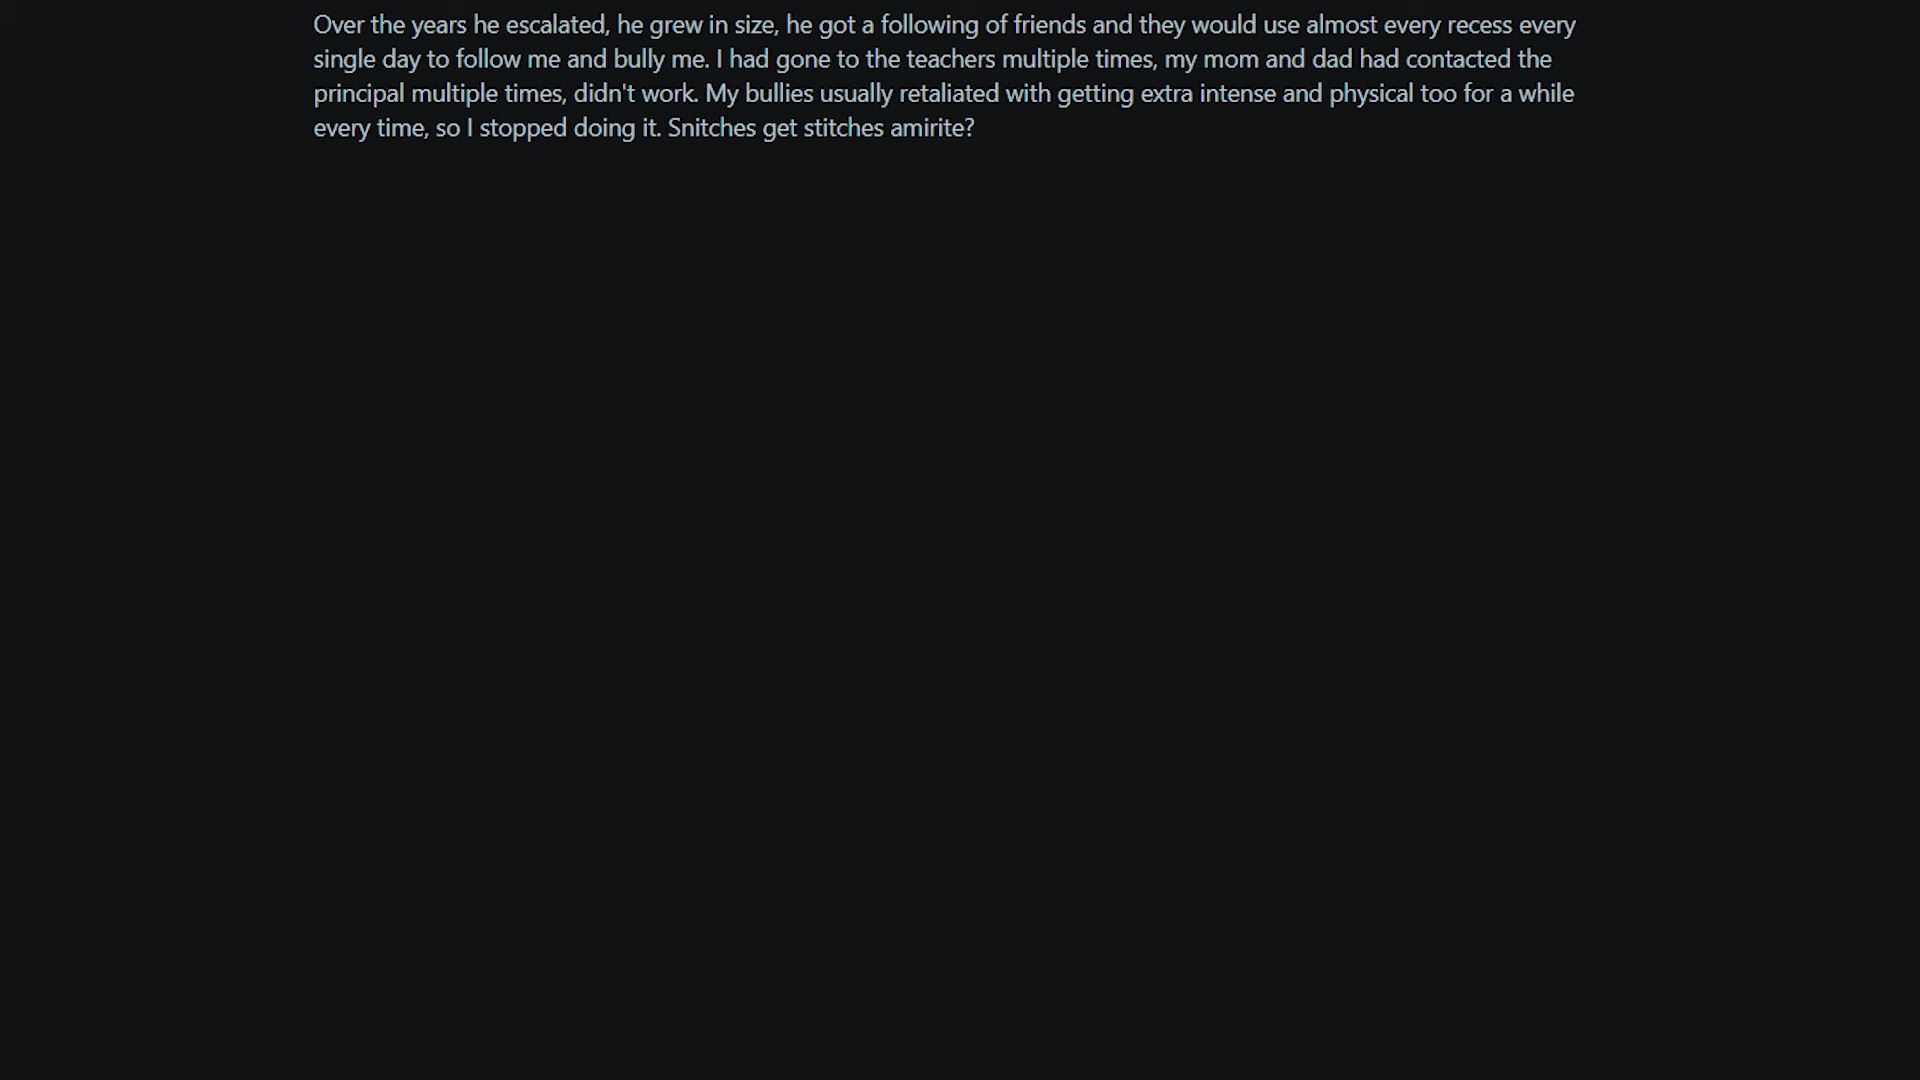 Over the years he escalated, he grew in size, he got a following of friends and they would use almost every recess every
single day to follow me and bully me. I had gone to the teachers multiple times, my mom and dad had contacted the
principal multiple times, didn't work. My bullies usually retaliated with getting extra intense and physical too for a while
every time, so I stopped doing it. Snitches get stitches amirite?